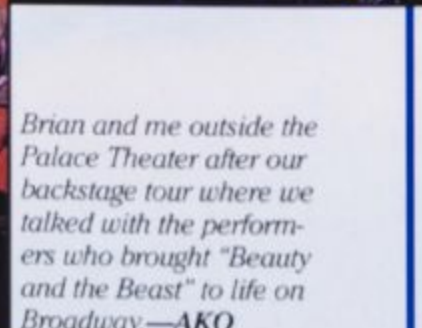 Brian and me outside the
Palace Theater after our
backstage tour where we
talked with the perform-
ers who brought "Beauty
and the Beast" to life on
Broadway—AKO